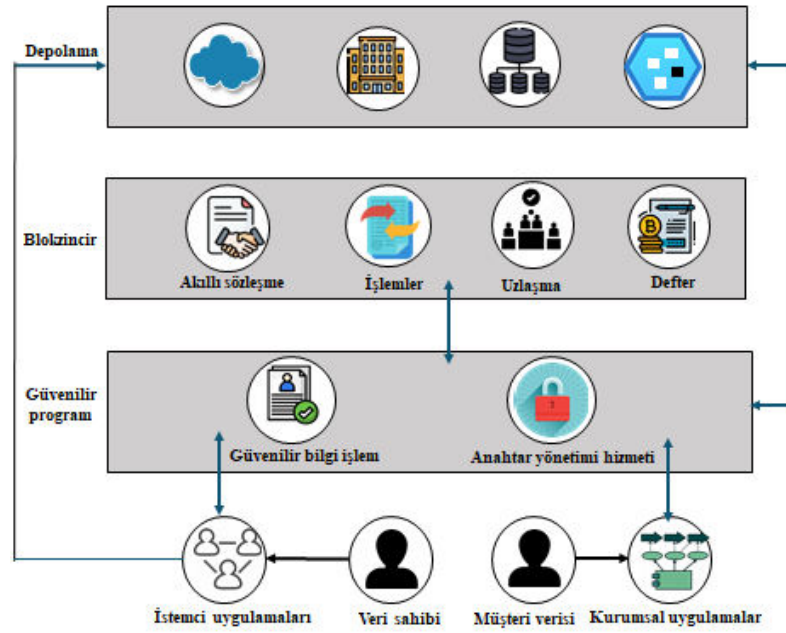 Depolama
Blokzincir
Akıllı sözleşme
İşlemler
Uzlaşma
Defter
Güvenilir
program
Güvenilir bilgi işlem
Anahtar yönetimi hizmeti
İstemci uygulamaları
Veri sahibi
Müşteri verisi
Kurumsal uygulamalar